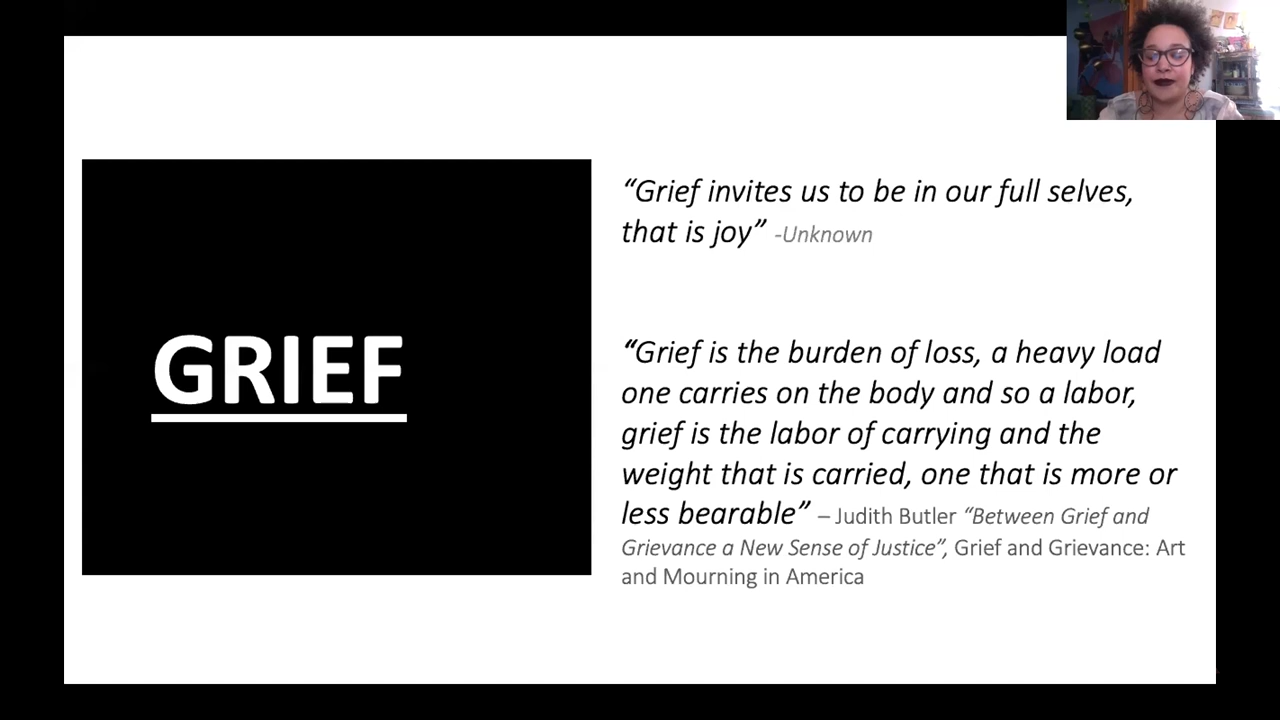 GRIEF
“Grief invites us to be in our full selves,
that is joy” -Unknown
“Grief is the burden of loss, a heavy load
one carries on the body and so a labor,
grief is the labor of carrying and the
weight that is carried, one that is more or
less bearable” – Judith Butler “Between Grief and
Grievance a New Sense of Justice”, Grief and Grievance: Art
and Mourning in America